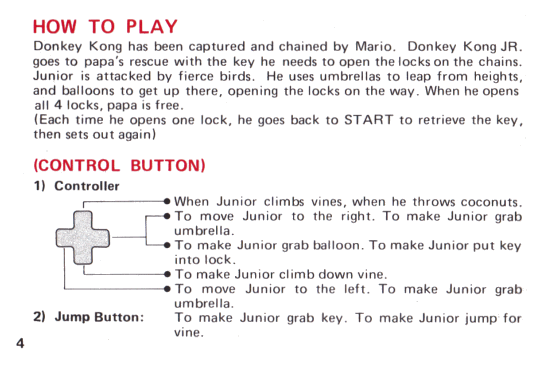 HOW TO PLAY
Donkey Kong has been captured and chained by Mario. Donkey Kong JR.
goes to papa's rescue with the key he needs to open the locks on the chains.
Junior is attacked by fierce birds. He uses umbrellas to leap from heights,
and balloons to get up there, opening the locks on the way. When he opens
all 4 locks, papa is free.
(Each time he opens one lock, he goes back to START to retrieve the key,
then sets out again)
(CONTROL BUTTON)
1) Controller
● When Junior climbs vines, when he throws coconuts.
● To move Junior to the right. To make Junior grab
umbrella.
● To make Junior grab balloon. To make Junior put key
into lock.
● To make Junior climb down vine.
● To move Junior to the left. To make Junior grab
umbrella.
2) Jump Button: To make Junior grab key. To make Junior jump for
vine.
4